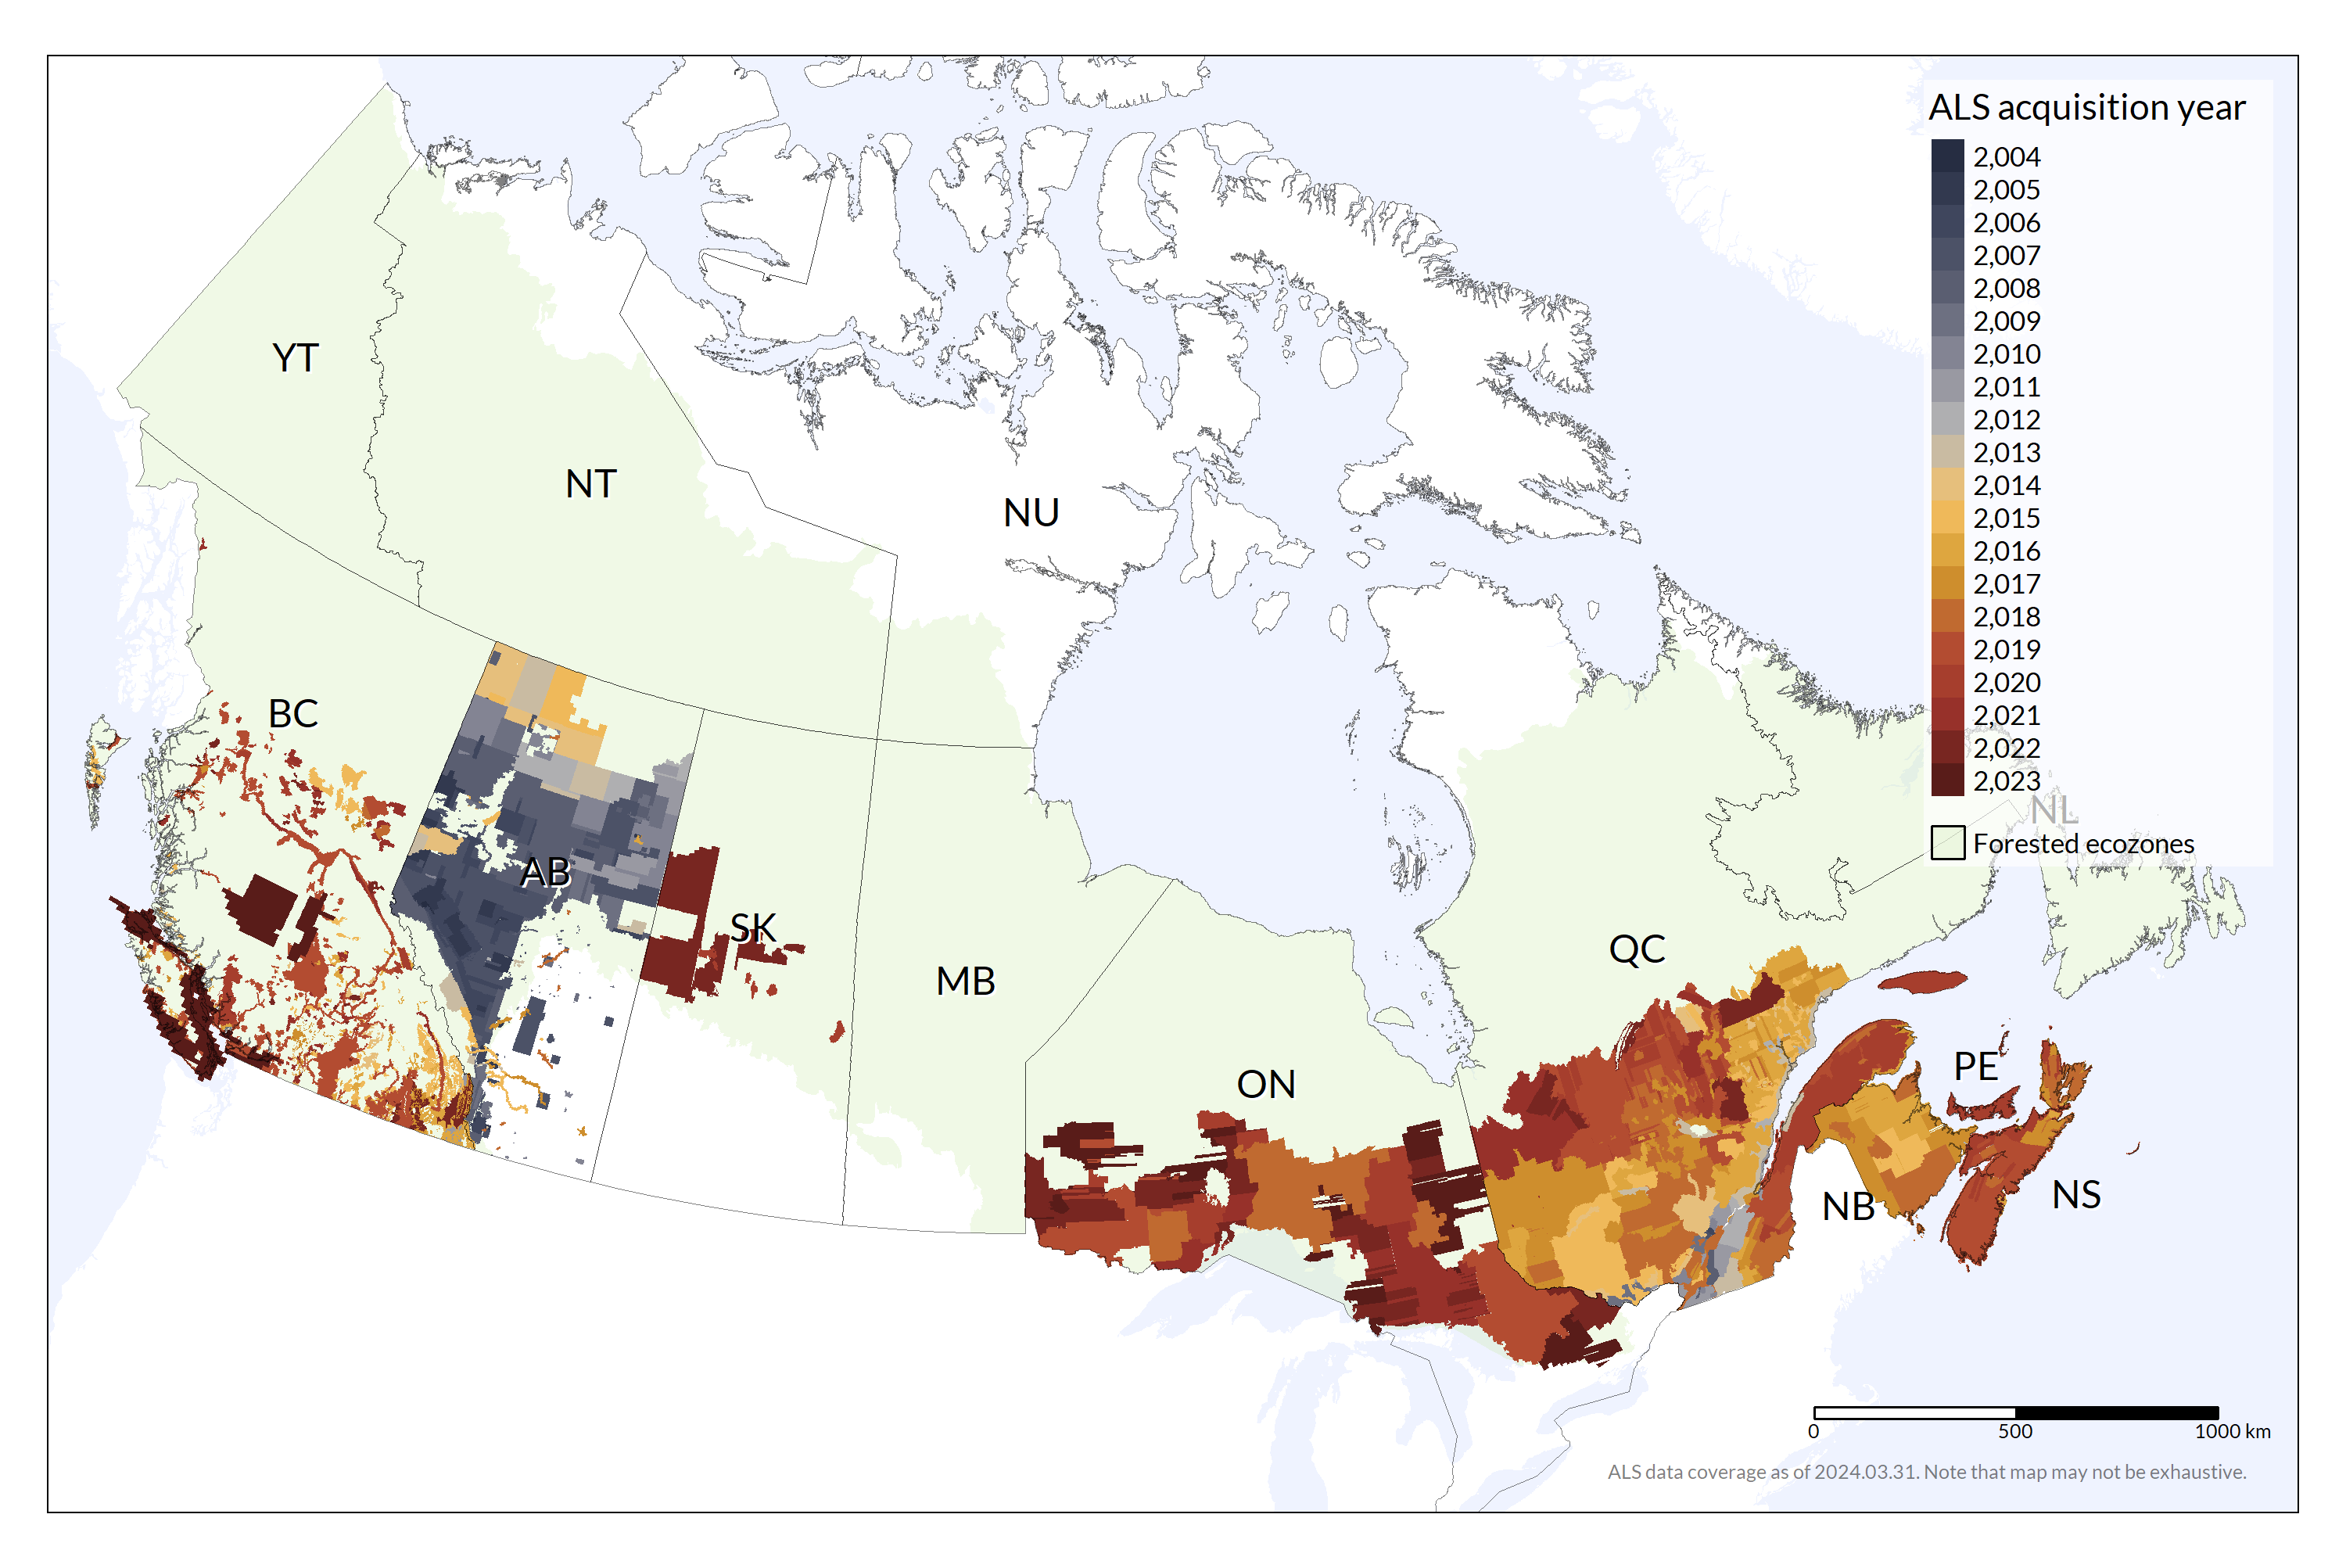 ALS acquisition year
2,004
2,005
2,006
2,007
2,008
2,009
2,010
2,011
2,012
2,013
2,014
2,015
2,016
2,017
2,018
2,019
2,020
2,021
2,022
2,023
Forested ecozones
YT
NT
NU
BC
AB
SK
MB
ON
QC
NL
PE
NB
NS
0 500 1000 km
ALS data coverage as of 2024.03.31. Note that map may not be exhaustive.